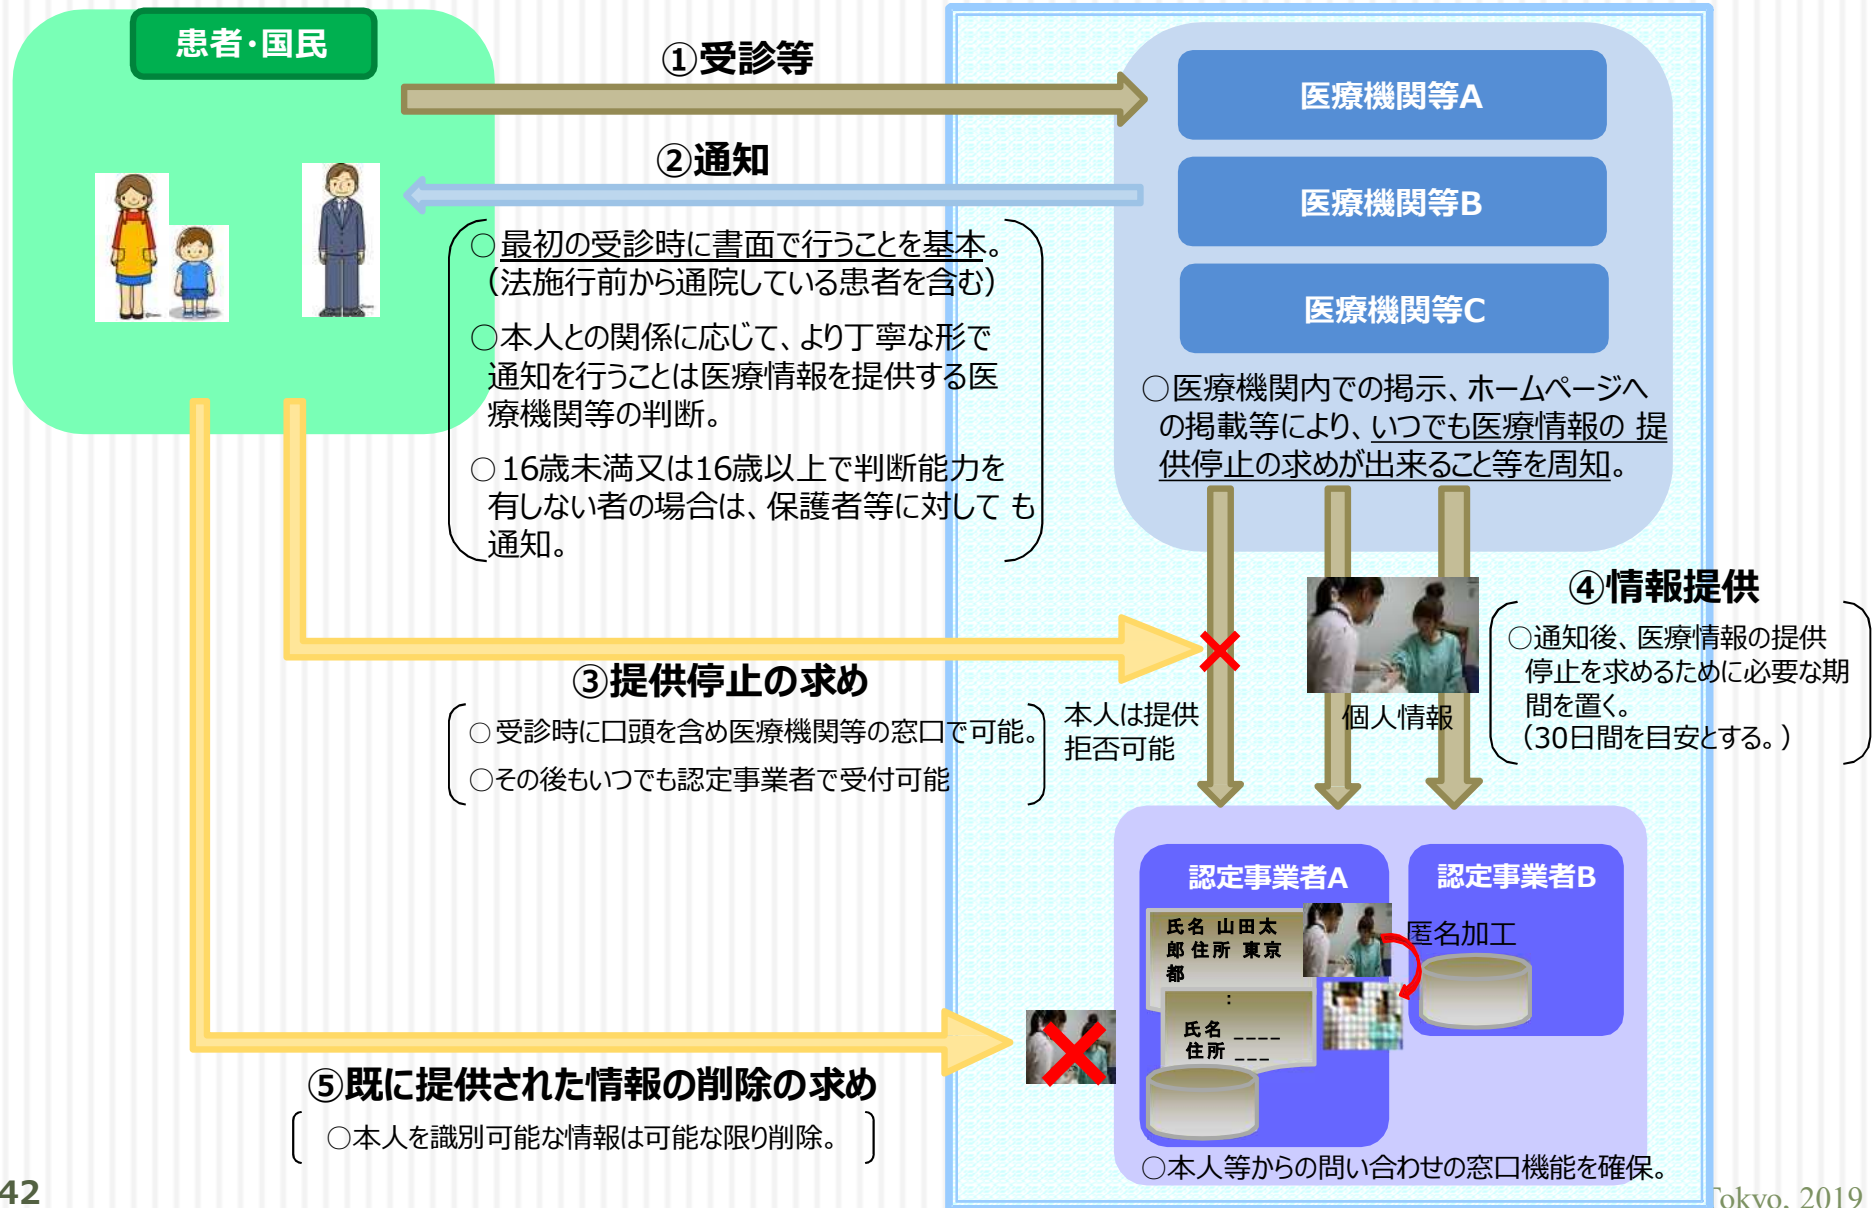 患者・国民
①受診等
②通知
○最初の受診時に書面で行うことを基本。
（法施行前から通院している患者を含む）
○本人との関係に応じて、より丁寧な形で
通知を行うことは医療情報を提供する医
療機関等の判断。
○16歳未満又は16歳以上で判断能力を
有しない者の場合は、保護者等に対して も
通知。
医療機関等A
医療機関等B
医療機関等C
○医療機関内での掲示、ホームページへ
の掲載等により、いつでも医療情報の 提
供停止の求めが出来ること等を周知。
③提供停止の求め
○受診時に口頭を含め医療機関等の窓口で可能。
○その後もいつでも認定事業者で受付可能
本人は提供
拒否可能
個人情報
④情報提供
○通知後、医療情報の提供
停止を求めるために必要な期
間を置く。
（30日間を目安とする。）
認定事業者A
氏名 山田太
郎 住所 東京
都
:
氏名 ____
住所 ___
認定事業者B
匿名加工
⑤既に提供された情報の削除の求め
○本人を識別可能な情報は可能な限り削除。
○本人等からの問い合わせの窓口機能を確保。
42
Tokyo, 2019